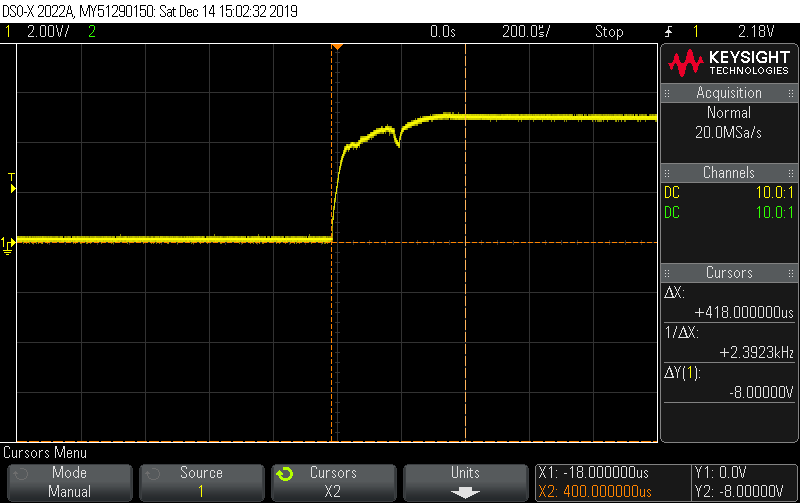 DSO-X 2022A, MY51290150: Sat Dec 14 15:02:32 2019
1 2.00V/ 2 0.0s 200.0us/ Stop 1 2.18V
KEYSIGHT
TECHNOLOGIES
Acquisition
Normal
20.0MSa/s
Channels
DC 10.0:1
DC 10.0:1
Cursors
ΔX:
+418.000000us
1/ΔX:
+2.3923kHz
ΔY(1):
-8.00000V
T
1
Cursors Menu
Mode
Manual
Source
1
Cursors
X2
Units
X1: -18.000000us
X2: 400.000000us
Y1: 0.0V
Y2: -8.00000V